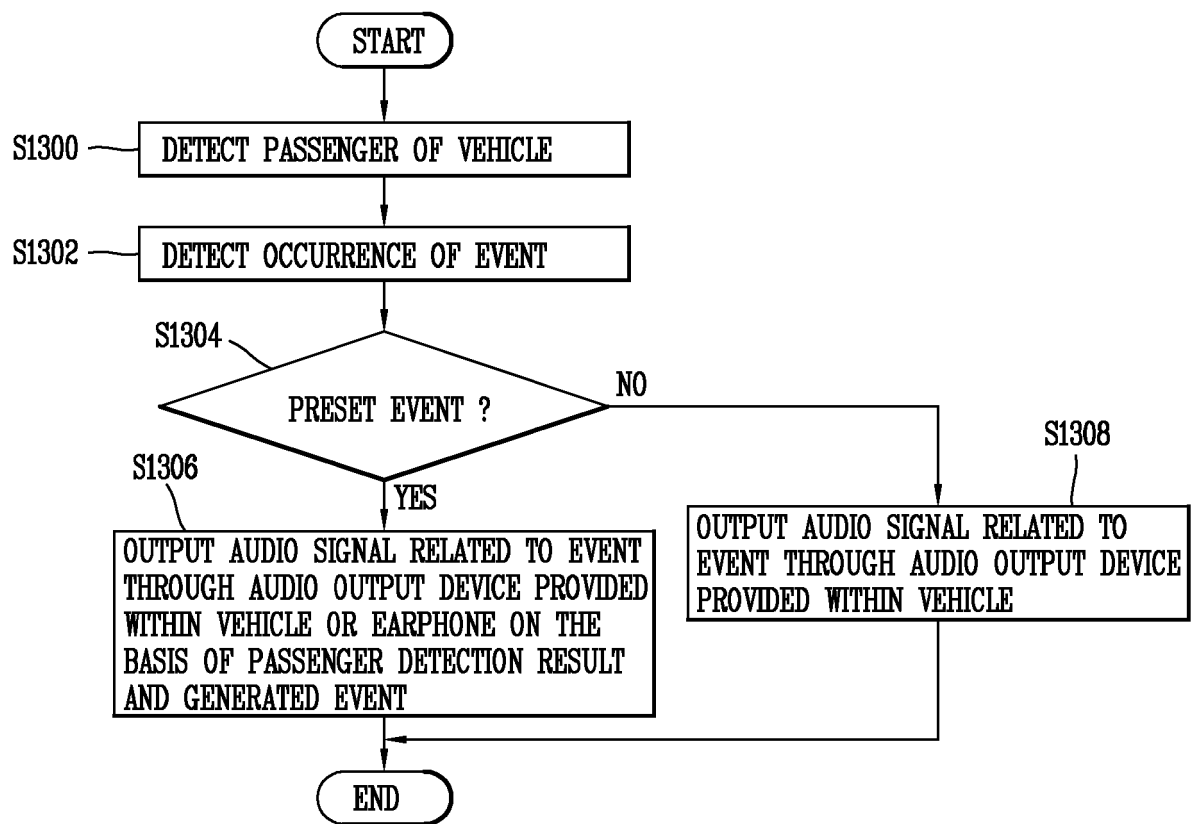 START
S1300
DETECT PASSENGER OF VEHICLE
S1302
DETECT OCCURRENCE OF EVENT
S1304
PRESET EVENT ?
NO
YES
S1306
OUTPUT AUDIO SIGNAL RELATED TO EVENT
THROUGH AUDIO OUTPUT DEVICE PROVIDED
WITHIN VEHICLE OR EARPHONE ON THE
BASIS OF PASSENGER DETECTION RESULT
AND GENERATED EVENT
S1308
OUTPUT AUDIO SIGNAL RELATED TO
EVENT THROUGH AUDIO OUTPUT DEVICE
PROVIDED WITHIN VEHICLE
END